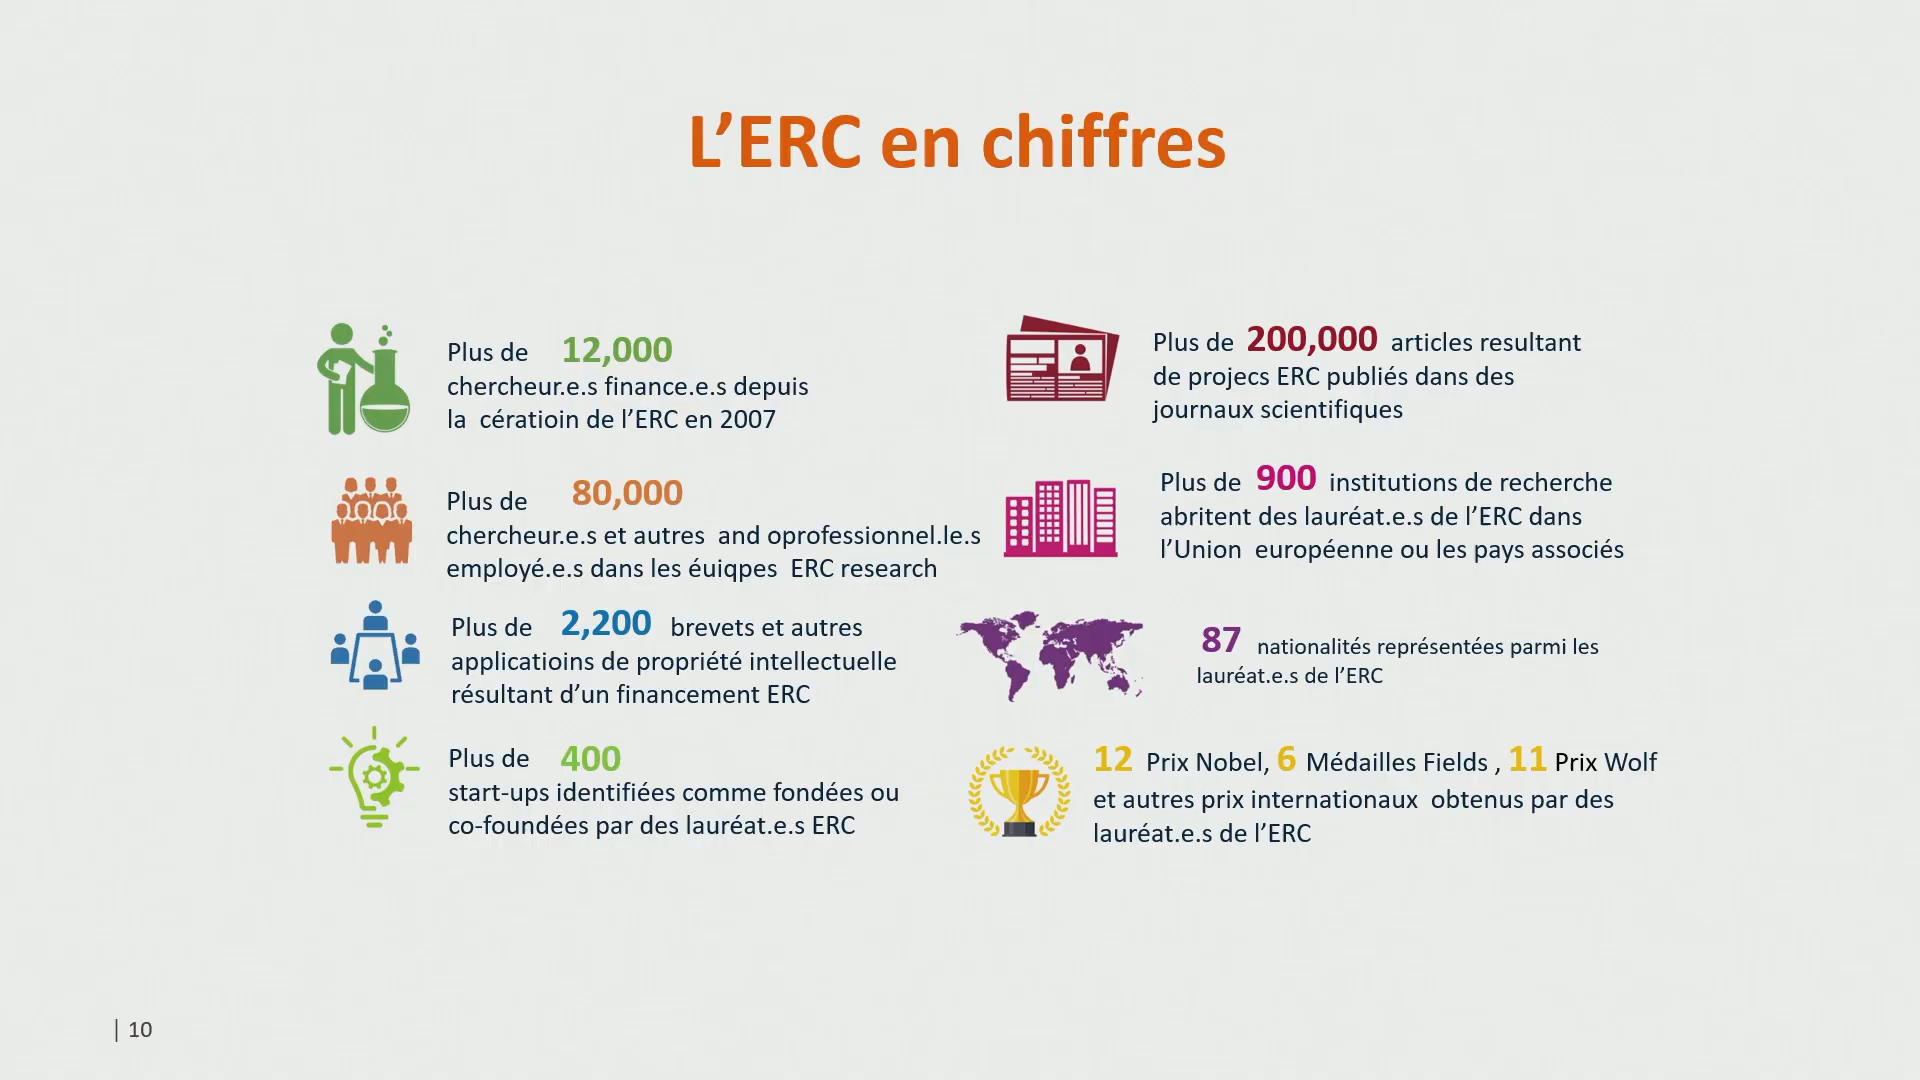 L’ERC en chiffres
Plus de 12,000
chercheur.e.s finance.e.s depuis
la cératioin de l’ERC en 2007
Plus de 80,000
chercheur.e.s et autres and oprofessionnel.le.s
employé.e.s dans les éuiqpes ERC research
Plus de 2,200 brevets et autres
applicatioins de propriété intellectuelle
résultant d’un financement ERC
Plus de 400
start-ups identifiées comme fondées ou
co-foundées par des lauréat.e.s ERC
Plus de 200,000 articles resultant
de projecs ERC publiés dans des
journaux scientifiques
Plus de 900 institutions de recherche
abritent des lauréat.e.s de l’ERC dans
l’Union européenne ou les pays associés
87 nationalités représentées parmi les
lauréat.e.s de l’ERC
12 Prix Nobel, 6 Médailles Fields , 11 Prix Wolf
et autres prix internationaux obtenus par des
lauréat.e.s de l’ERC
| 10